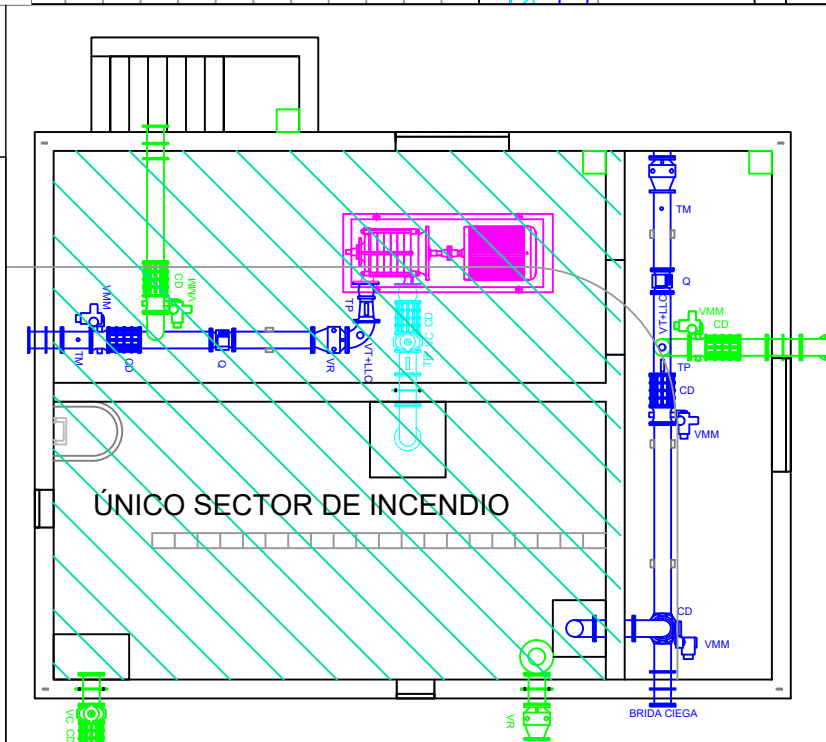 TM
Q
VT+LLC
VMM
CD
TP
CD
VMM
CD
VMM
BRIDA CIEGA
VMM
CD
VMM
TM
CD
Q
VR
TP
VT+LLC
CD
TP
ÚNICO SECTOR DE INCENDIO
VC
CD
VR